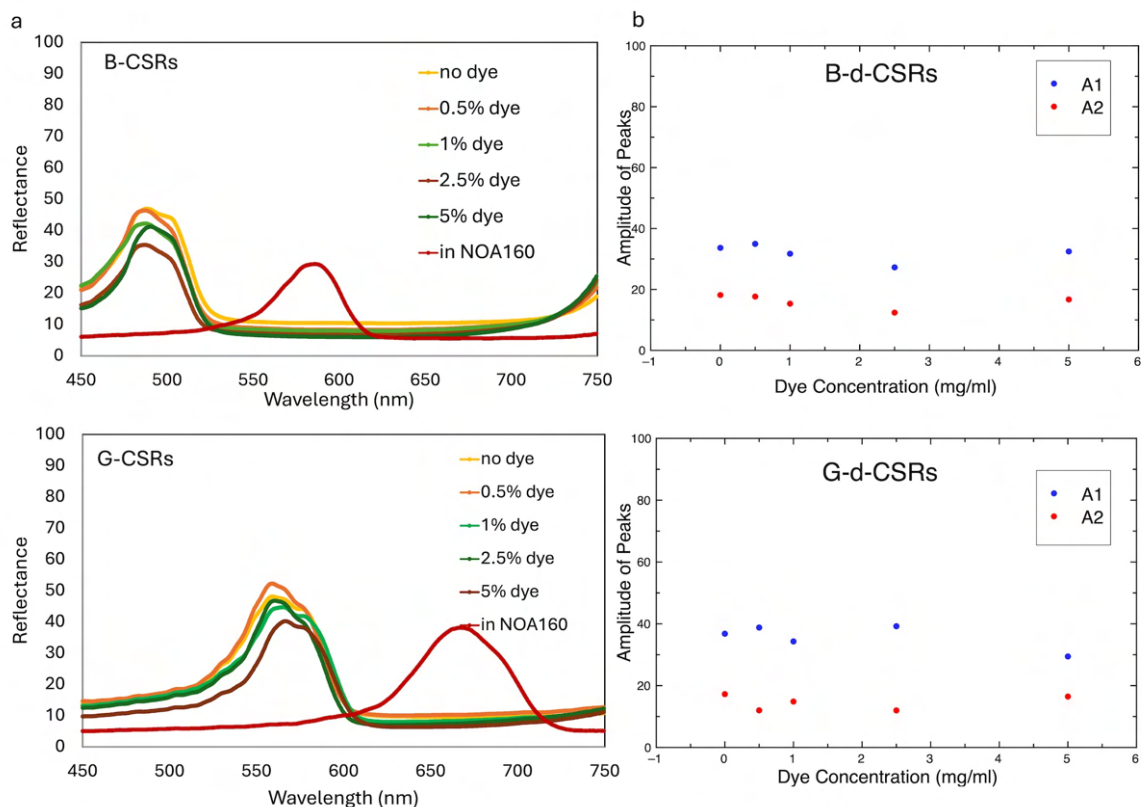 a
100
90
80
70
60
50
40
30
20
10
0
Reflectance
B-CSRs
no dye
0.5% dye
1% dye
2.5% dye
5% dye
in NOA160
450 500 550 600 650 700 750
Wavelength (nm)
b
100
80
60
40
20
0
Amplitude of Peaks
B-d-CSRs
A1
A2
−1 0 1 2 3 4 5 6
Dye Concentration (mg/ml)
100
90
80
70
60
50
40
30
20
10
0
Reflectance
G-CSRs
no dye
0.5% dye
1% dye
2.5% dye
5% dye
in NOA160
450 500 550 600 650 700 750
Wavelength (nm)
100
80
60
40
20
0
Amplitude of Peaks
G-d-CSRs
A1
A2
−1 0 1 2 3 4 5 6
Dye Concentration (mg/ml)